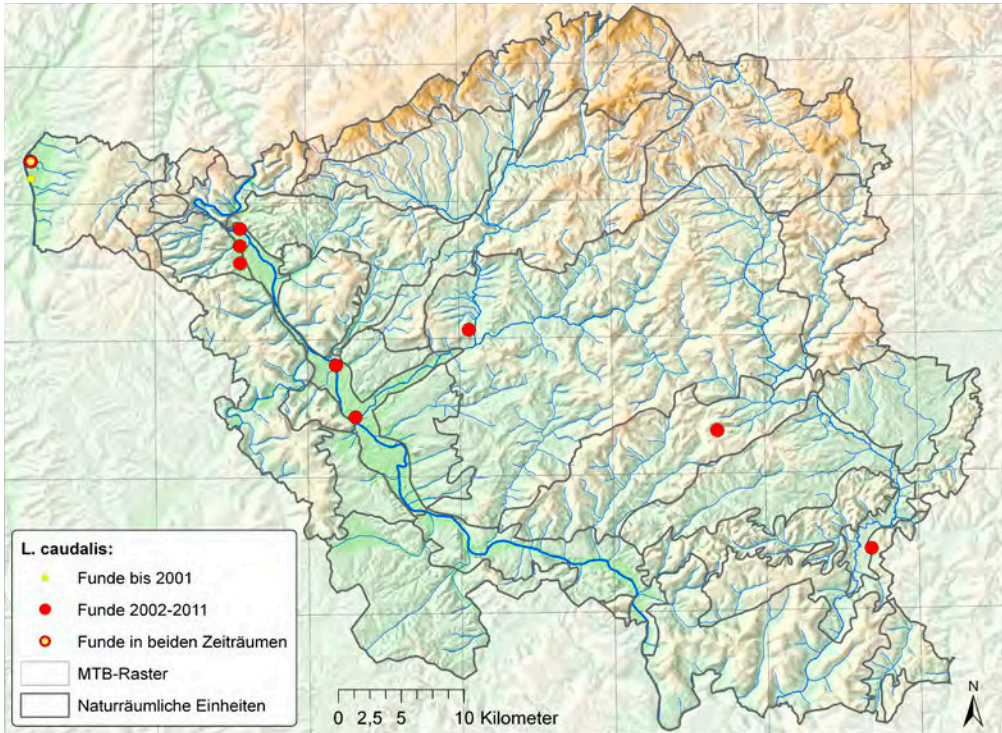 L. caudalis:
Funde bis 2001
Funde 2002-2011
Funde in beiden Zeiträumen
MTB-Raster
Naturräumliche Einheiten
0 2,5 5 10 Kilometer
N